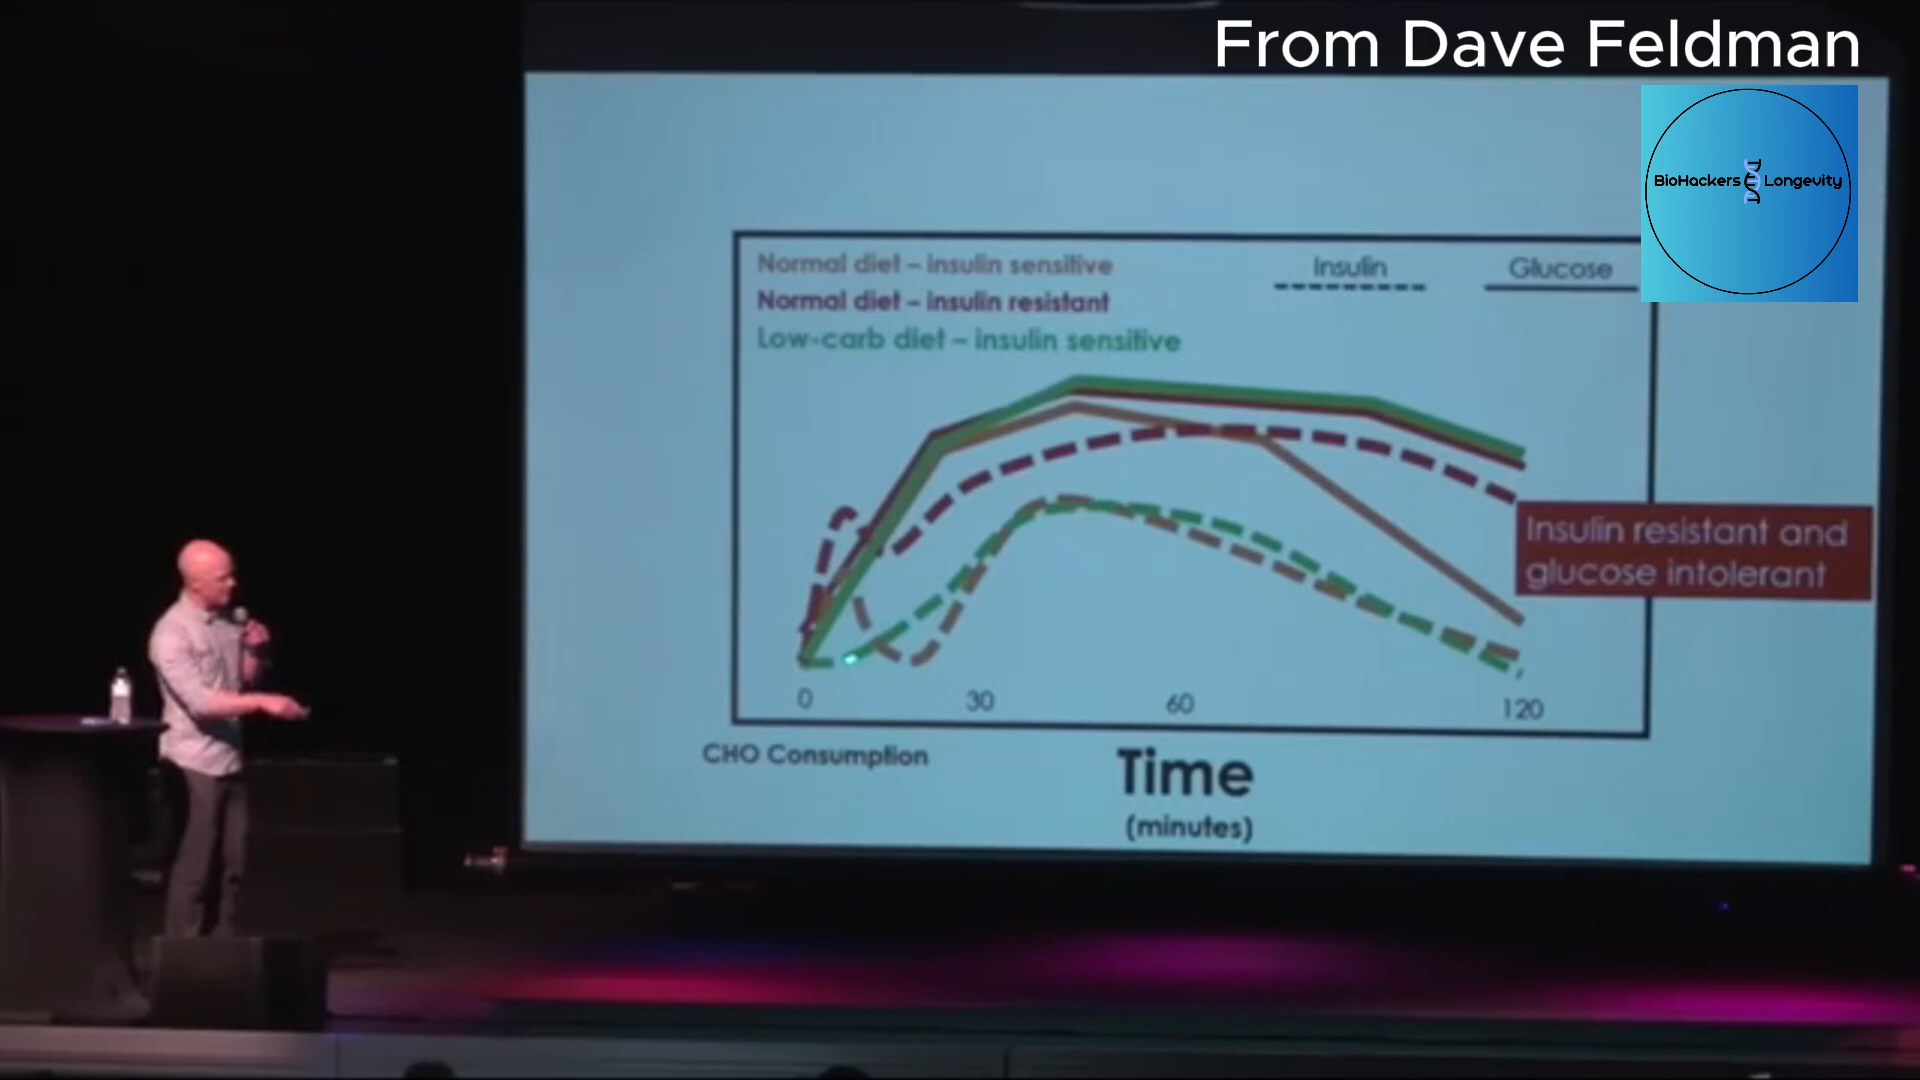 From Dave Feldman
BioHackers Longevity
Normal diet – insulin sensitive
Normal diet – insulin resistant
Low-carb diet – insulin sensitive
Insulin
Glucose
Insulin resistant and
glucose intolerant
0 30 60 120
CHO Consumption
Time
(minutes)